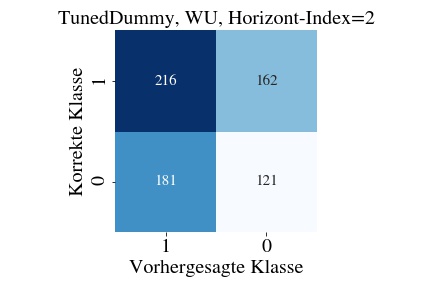 TunedDummy, WU, Horizont-Index=2
Korrekte Klasse
1
216
162
0
181
121
1
0
Vorhergesagte Klasse